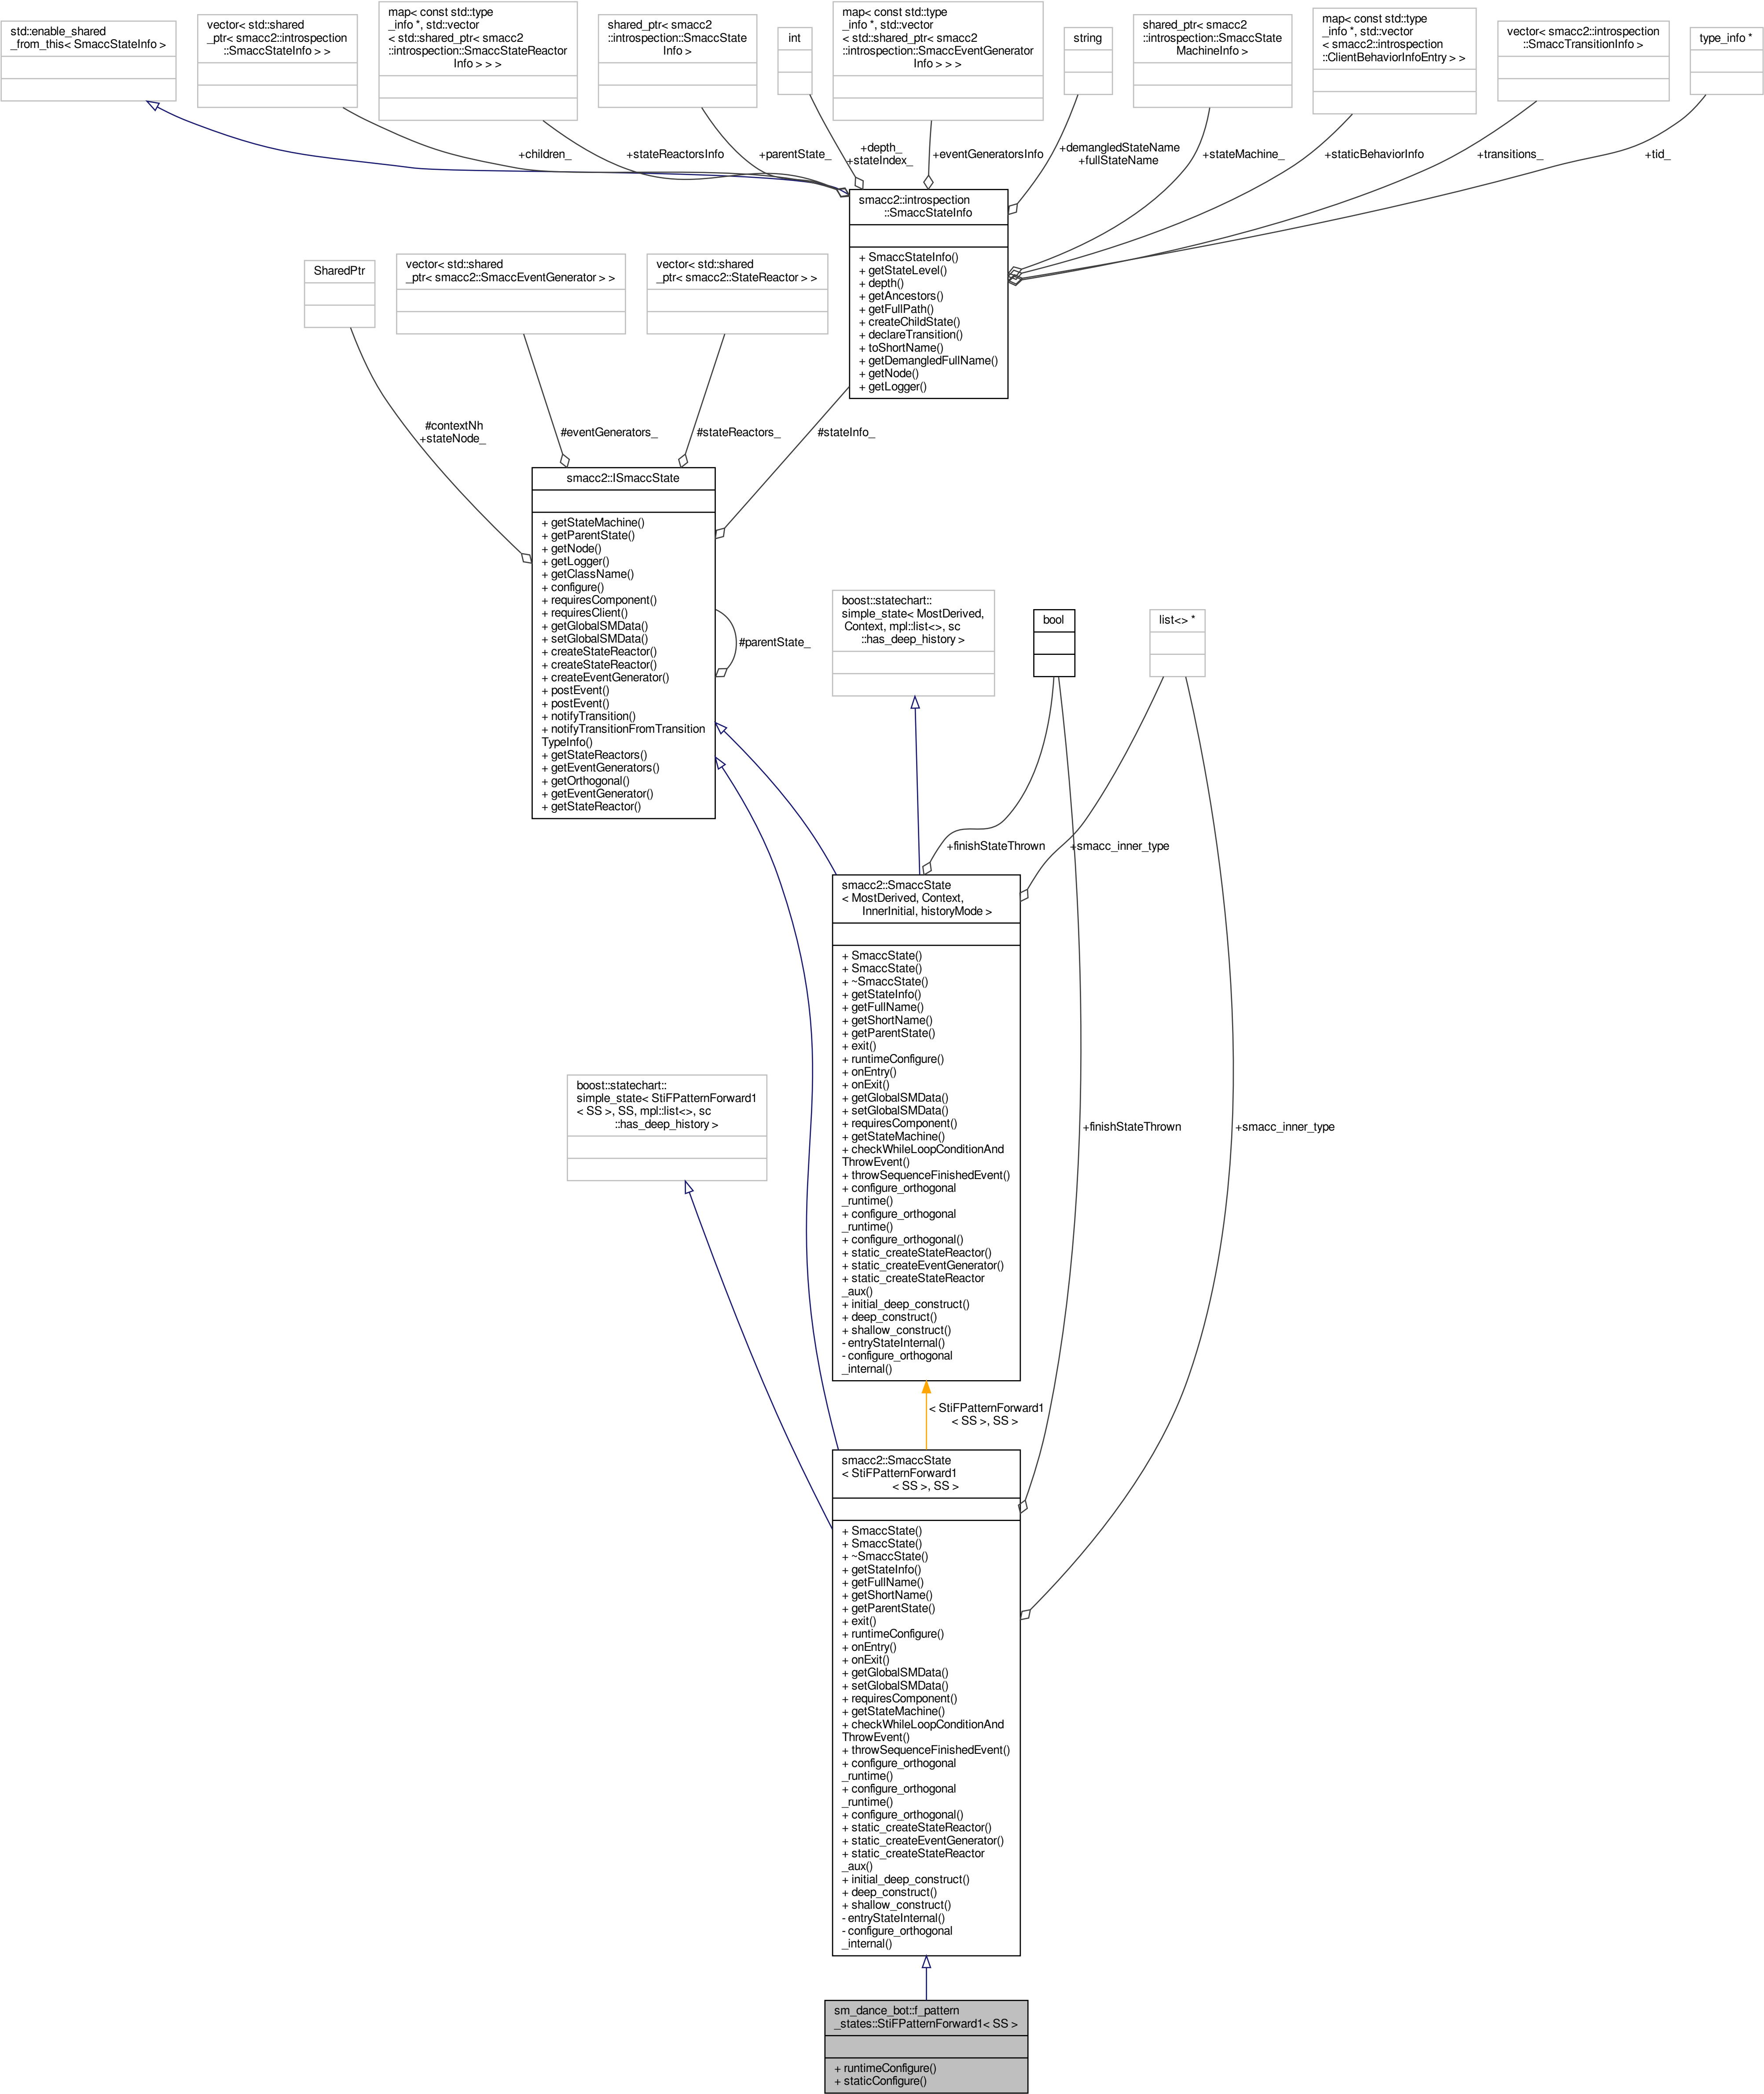 std::enable_shared
_from_this< SmaccStateInfo >
vector< std::shared
_ptr< smacc2::introspection
::SmaccStateInfo > >
map< const std::type
_info *, std::vector
< std::shared_ptr< smacc2
::introspection::SmaccStateReactor
Info > > >
shared_ptr< smacc2
::introspection::SmaccState
Info >
int
map< const std::type
_info *, std::vector
< std::shared_ptr< smacc2
::introspection::SmaccEventGenerator
Info > > >
string
shared_ptr< smacc2
::introspection::SmaccState
MachineInfo >
map< const std::type
_info *, std::vector
< smacc2::introspection
::ClientBehaviorInfoEntry > >
vector< smacc2::introspection
::SmaccTransitionInfo >
type_info *
+children_
+stateReactorsInfo
+parentState_
+depth_
+stateIndex_
+eventGeneratorsInfo
+demangledStateName
+fullStateName
+stateMachine_
+staticBehaviorInfo
+transitions_
+tid_
smacc2::introspection
::SmaccStateInfo
+ SmaccStateInfo()
+ getStateLevel()
+ depth()
+ getAncestors()
+ getFullPath()
+ createChildState()
+ declareTransition()
+ toShortName()
+ getDemangledFullName()
+ getNode()
+ getLogger()
SharedPtr
vector< std::shared
_ptr< smacc2::SmaccEventGenerator > >
vector< std::shared
_ptr< smacc2::StateReactor > >
#contextNh
+stateNode_
#eventGenerators_
#stateReactors_
#stateInfo_
smacc2::ISmaccState
+ getStateMachine()
+ getParentState()
+ getNode()
+ getLogger()
+ getClassName()
+ configure()
+ requiresComponent()
+ requiresClient()
+ getGlobalSMData()
+ setGlobalSMData()
+ createStateReactor()
+ createStateReactor()
+ createEventGenerator()
+ postEvent()
+ postEvent()
+ notifyTransition()
+ notifyTransitionFromTransition
TypeInfo()
+ getStateReactors()
+ getEventGenerators()
+ getOrthogonal()
+ getEventGenerator()
+ getStateReactor()
#parentState_
boost::statechart::
simple_state< MostDerived,
Context, mpl::list<>, sc
::has_deep_history >
bool
list<> *
+finishStateThrown
+smacc_inner_type
smacc2::SmaccState
< MostDerived, Context,
InnerInitial, historyMode >
+ SmaccState()
+ SmaccState()
+ ~SmaccState()
+ getStateInfo()
+ getFullName()
+ getShortName()
+ getParentState()
+ exit()
+ runtimeConfigure()
+ onEntry()
+ onExit()
+ getGlobalSMData()
+ setGlobalSMData()
+ requiresComponent()
+ getStateMachine()
+ checkWhileLoopConditionAnd
ThrowEvent()
+ throwSequenceFinishedEvent()
+ configure_orthogonal
_runtime()
+ configure_orthogonal
_runtime()
+ configure_orthogonal()
+ static_createStateReactor()
+ static_createEventGenerator()
+ static_createStateReactor
_aux()
+ initial_deep_construct()
+ deep_construct()
+ shallow_construct()
- entryStateInternal()
- configure_orthogonal
_internal()
boost::statechart::
simple_state< StiFPatternForward1
< SS >, SS, mpl::list<>, sc
::has_deep_history >
+finishStateThrown
+smacc_inner_type
< StiFPatternForward1
< SS >, SS >
smacc2::SmaccState
< StiFPatternForward1
< SS >, SS >
+ SmaccState()
+ SmaccState()
+ ~SmaccState()
+ getStateInfo()
+ getFullName()
+ getShortName()
+ getParentState()
+ exit()
+ runtimeConfigure()
+ onEntry()
+ onExit()
+ getGlobalSMData()
+ setGlobalSMData()
+ requiresComponent()
+ getStateMachine()
+ checkWhileLoopConditionAnd
ThrowEvent()
+ throwSequenceFinishedEvent()
+ configure_orthogonal
_runtime()
+ configure_orthogonal
_runtime()
+ configure_orthogonal()
+ static_createStateReactor()
+ static_createEventGenerator()
+ static_createStateReactor
_aux()
+ initial_deep_construct()
+ deep_construct()
+ shallow_construct()
- entryStateInternal()
- configure_orthogonal
_internal()
sm_dance_bot::f_pattern
_states::StiFPatternForward1< SS >
+ runtimeConfigure()
+ staticConfigure()